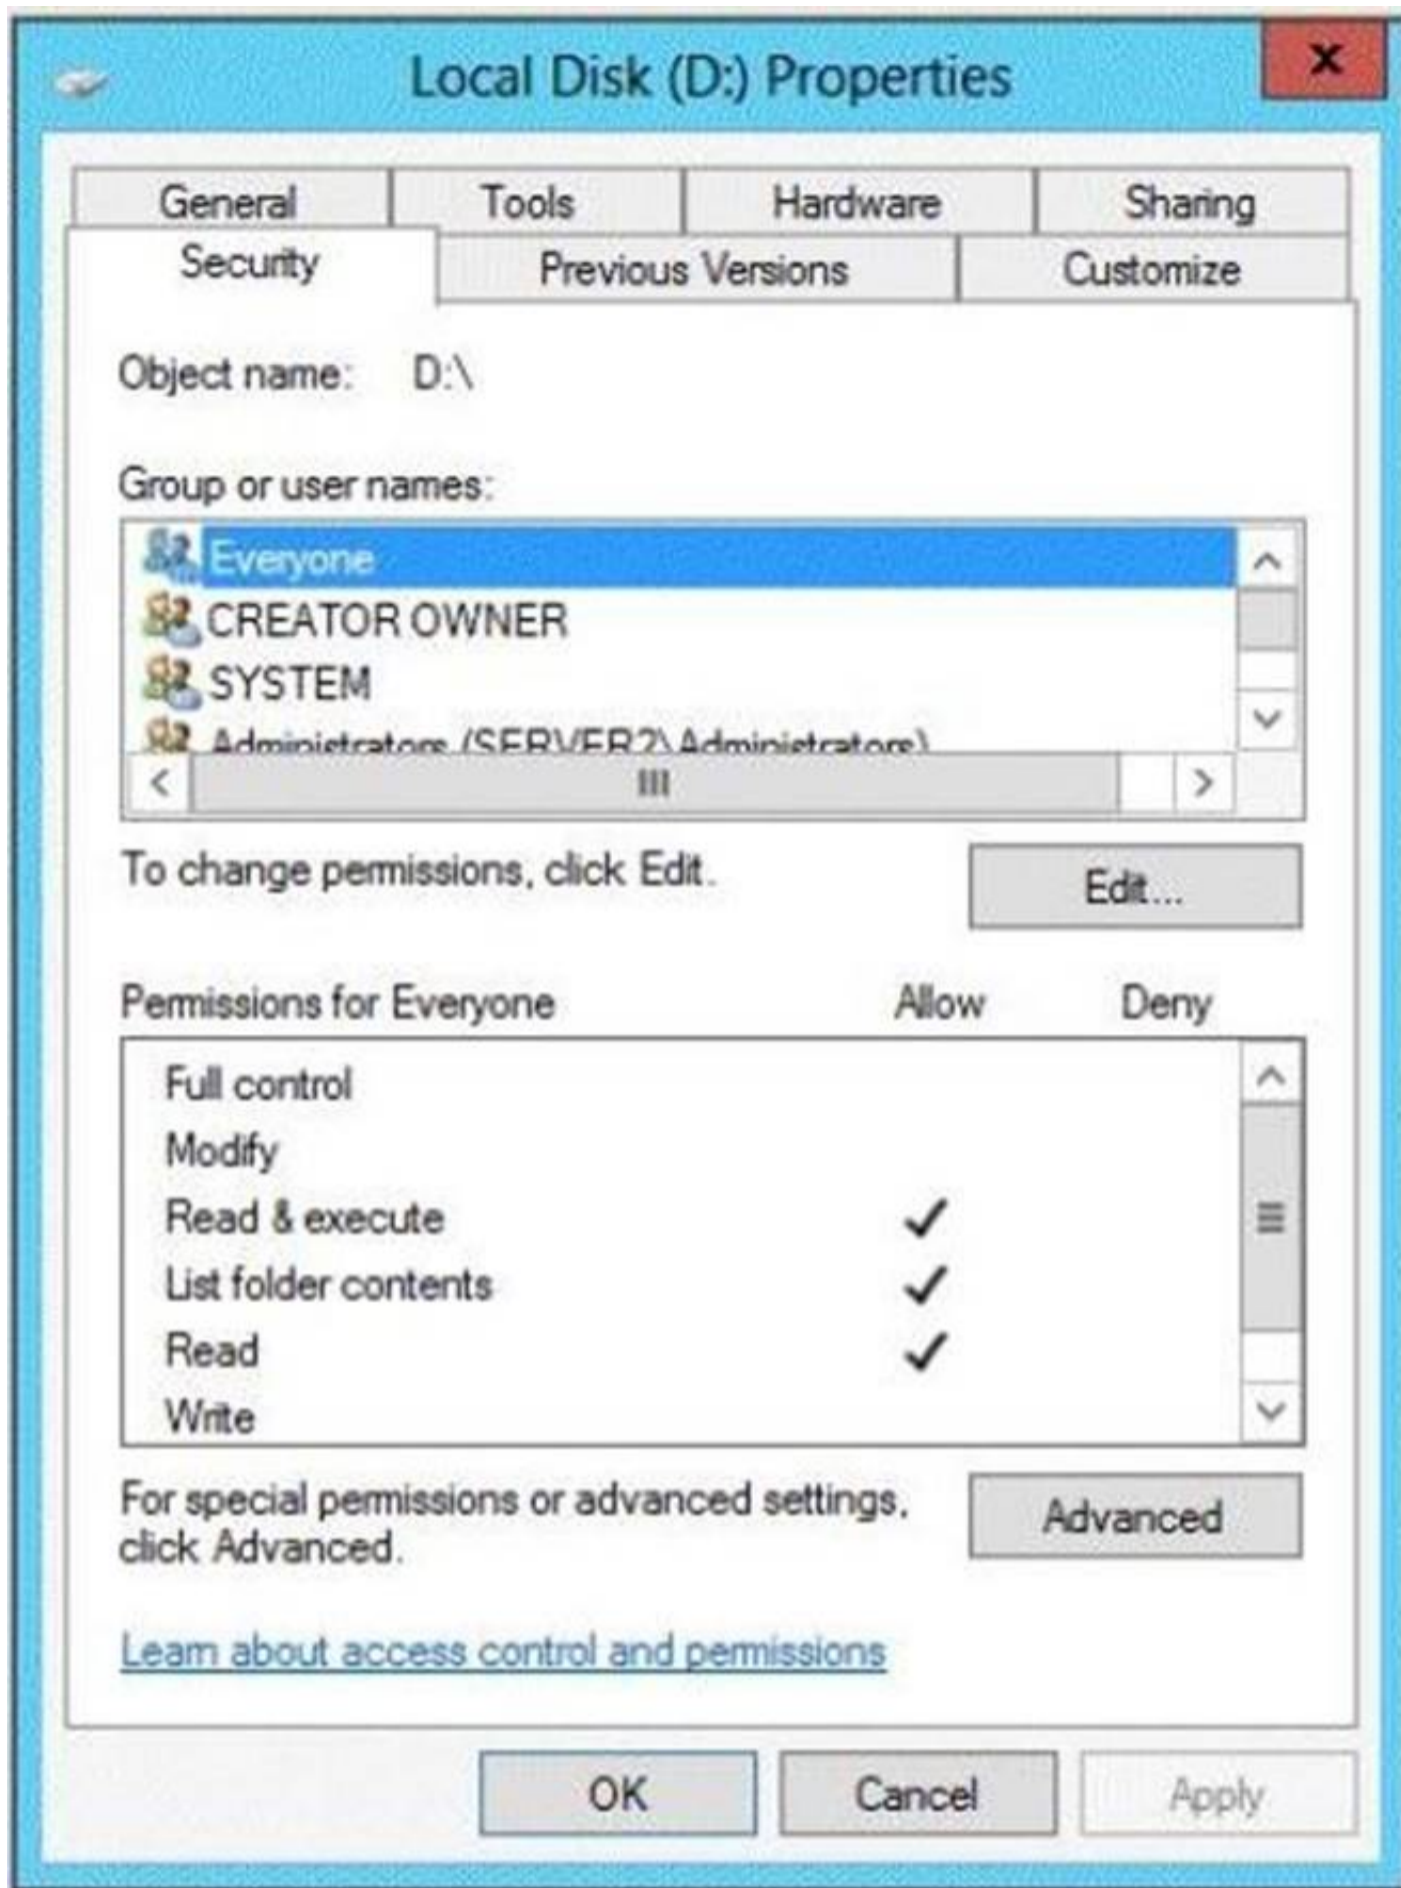 Local Disk (D:) Properties
x
General Tools Hardware Sharing
Security Previous Versions Customize
Object name: D:\
Group or user names:
Everyone
CREATOR OWNER
SYSTEM
Administrators (SERVER2\Administrators)
To change permissions, click Edit.
Edit...
Permissions for Everyone Allow Deny
Full control
Modify
Read & execute
List folder contents
Read
Write
For special permissions or advanced settings,
click Advanced.
Advanced
Learn about access control and permissions
OK Cancel Apply